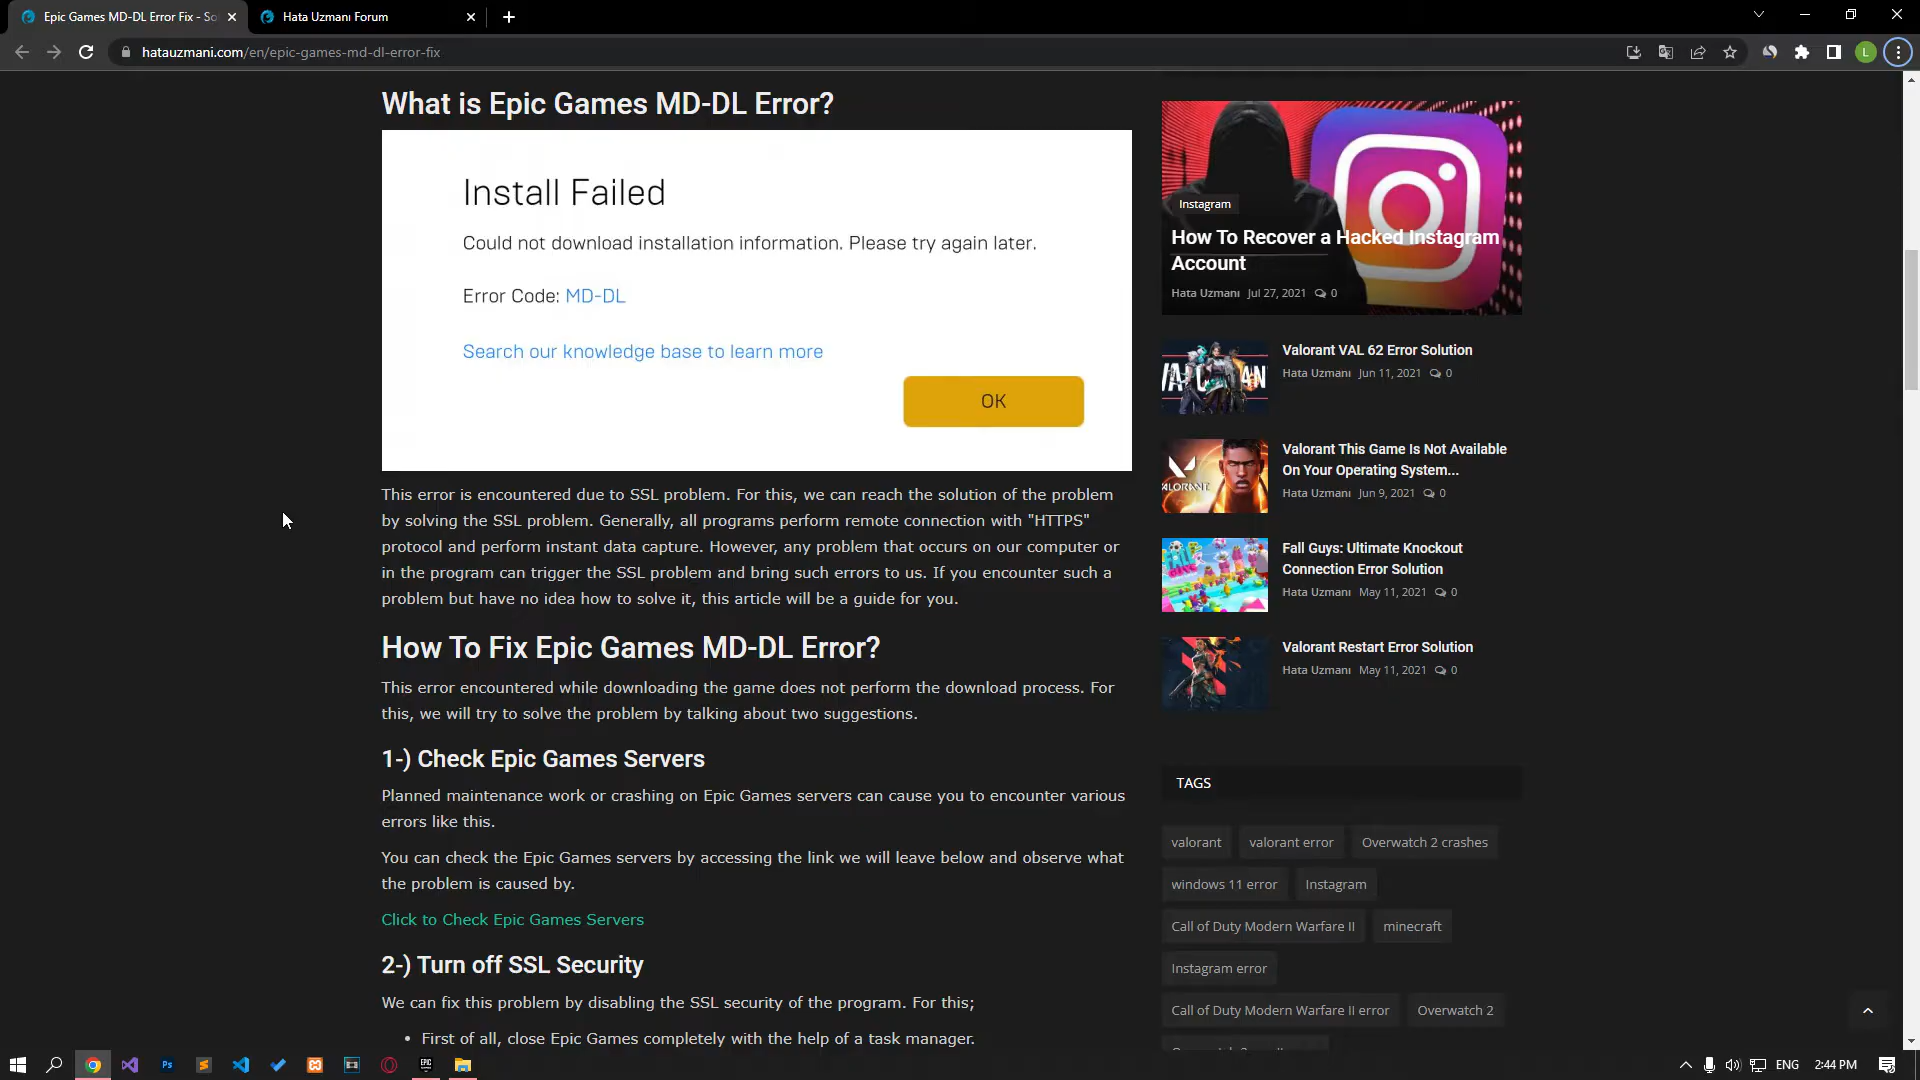 Epic Games MD-DL Error Fix - So
Hata Uzmanı Forum
hatauzmani.com/en/epic-games-md-dl-error-fix
L
What is Epic Games MD-DL Error?
Install Failed
Could not download installation information. Please try again later.
Error Code: MD-DL
Search our knowledge base to learn more
OK
This error is encountered due to SSL problem. For this, we can reach the solution of the problem
by solving the SSL problem. Generally, all programs perform remote connection with "HTTPS"
protocol and perform instant data capture. However, any problem that occurs on our computer or
in the program can trigger the SSL problem and bring such errors to us. If you encounter such a
problem but have no idea how to solve it, this article will be a guide for you.
How To Fix Epic Games MD-DL Error?
This error encountered while downloading the game does not perform the download process. For
this, we will try to solve the problem by talking about two suggestions.
1-) Check Epic Games Servers
Planned maintenance work or crashing on Epic Games servers can cause you to encounter various
errors like this.
You can check the Epic Games servers by accessing the link we will leave below and observe what
the problem is caused by.
Click to Check Epic Games Servers
2-) Turn off SSL Security
We can fix this problem by disabling the SSL security of the program. For this;
• First of all, close Epic Games completely with the help of a task manager.
Instagram
How To Recover a Hacked Instagram
Account
Hata Uzmanı Jul 27, 2021 0
Valorant VAL 62 Error Solution
Hata Uzmanı Jun 11, 2021 0
VALORANT
Valorant This Game Is Not Available
On Your Operating System...
Hata Uzmanı Jun 9, 2021 0
Fall Guys: Ultimate Knockout
Connection Error Solution
Hata Uzmanı May 11, 2021 0
Valorant Restart Error Solution
Hata Uzmanı May 11, 2021 0
TAGS
valorant
valorant error
Overwatch 2 crashes
windows 11 error
Instagram
Call of Duty Modern Warfare II
minecraft
Instagram error
Call of Duty Modern Warfare II error
Overwatch 2
Ps
EPIC
ENG
2:44 PM